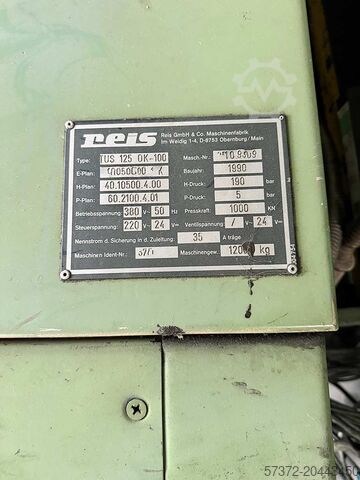 Reis
Reis GmbH & Co. Maschinenfabrik
Im Weidig 1-4, D-8753 Obernburg/Main
Type: TUS 125 OK-100 Masch.-Nr.
E-Plan: Baujahr: 1990
H-Plan: 40.10500.4.00 H-Druck: 190 bar
P-Plan: 60.2100.4.01 P-Druck: 5 bar
Betriebsspannung: 380 V~ 50 Hz Presskraft: 1000 KN
Steuerspannung: 220 V 24 V Ventilspannung / V~ 24 V
Nennstrom d. Sicherung in d. Zuleitung: 35 A träge
Maschinen Ident-Nr.: Maschinengew.: kg
57372-20443450